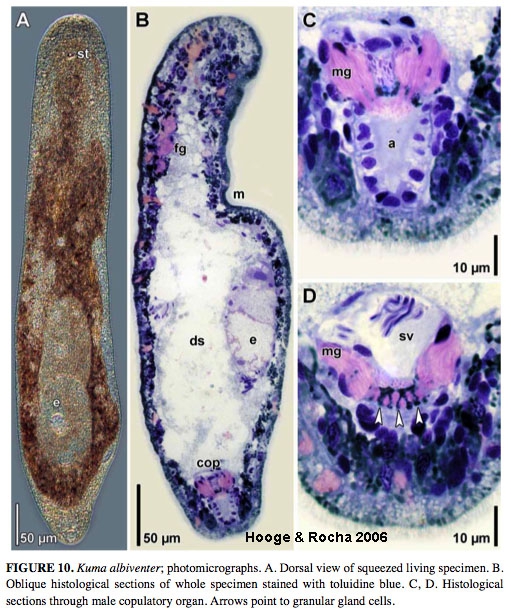 A
B
C
D
st
e
50 µm
fg
m
ds
e
cop
50 µm
mg
a
10 µm
sv
mg
10 µm
Hooge & Rocha 2006
FIGURE 10. Kuma albiventer; photomicrographs. A. Dorsal view of squeezed living specimen. B.
Oblique histological sections of whole specimen stained with toluidine blue. C, D. Histological
sections through male copulatory organ. Arrows point to granular gland cells.